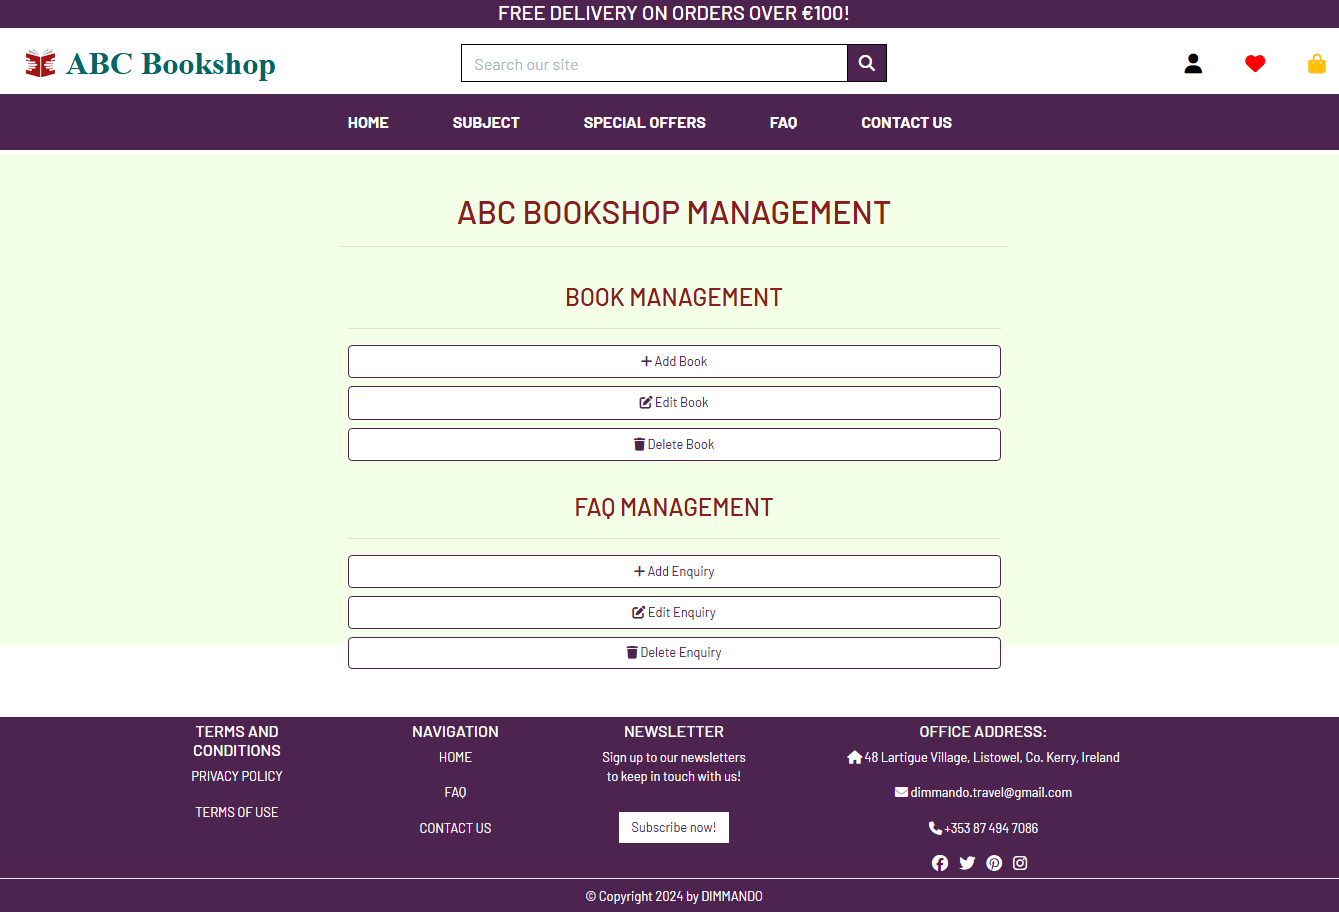 FREE DELIVERY ON ORDERS OVER €100!
ABC Bookshop
Search our site
HOME SUBJECT SPECIAL OFFERS FAQ CONTACT US
ABC BOOKSHOP MANAGEMENT
BOOK MANAGEMENT
Add Book
Edit Book
Delete Book
FAQ MANAGEMENT
Add Enquiry
Edit Enquiry
Delete Enquiry
TERMS AND
CONDITIONS
PRIVACY POLICY
TERMS OF USE
NAVIGATION
HOME
FAQ
CONTACT US
NEWSLETTER
Sign up to our newsletters
to keep in touch with us!
Subscribe now!
OFFICE ADDRESS:
48 Lartigue Village, Listowel, Co. Kerry, Ireland
dimmando.travel@gmail.com
+353 87 494 7086
© Copyright 2024 by DIMMANDO